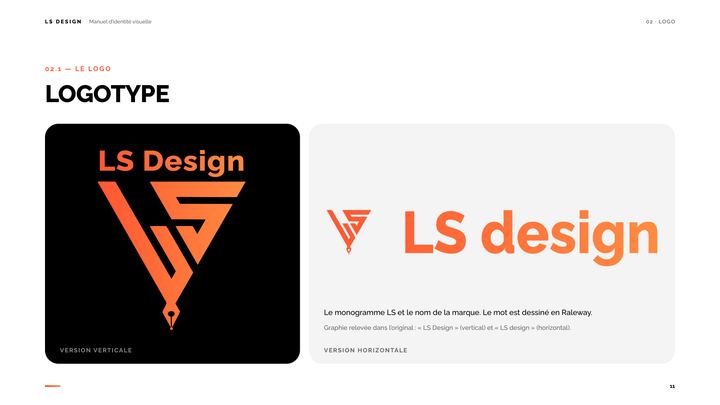 LS DESIGN Manuel d'identité visuelle
02 · LOGO
02.1 — LE LOGO
LOGOTYPE
LS Design
VERSION VERTICALE
LS design
Le monogramme LS et le nom de la marque. Le mot est dessiné en Raleway.
Graphie relevée dans l'original : « LS Design » (vertical) et « LS design » (horizontal).
VERSION HORIZONTALE
11